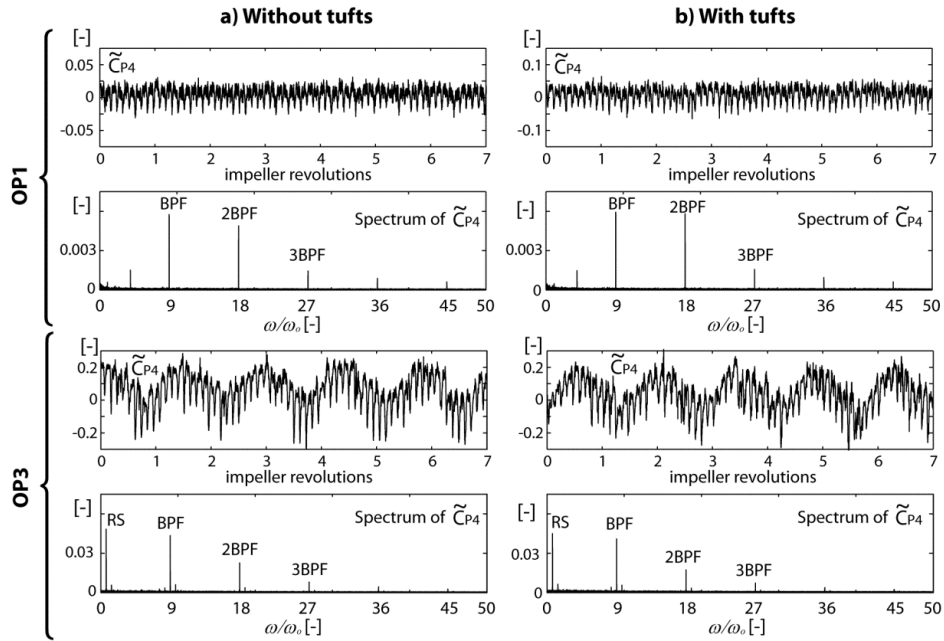 a) Without tufts
b) With tufts
OP1
[-]
C̃P4
0.05
0
-0.05
0 1 2 3 4 5 6 7
impeller revolutions
[-]
C̃P4
0.1
0
-0.1
0 1 2 3 4 5 6 7
impeller revolutions
[-]
BPF
2BPF
3BPF
Spectrum of C̃P4
0.003
0
0 9 18 27 36 45 50
ω/ωₒ [-]
[-]
BPF
2BPF
3BPF
Spectrum of C̃P4
0.003
0
0 9 18 27 36 45 50
ω/ωₒ [-]
OP3
[-]
C̃P4
0.2
0
-0.2
0 1 2 3 4 5 6 7
impeller revolutions
[-]
C̃P4
0.2
0
-0.2
0 1 2 3 4 5 6 7
impeller revolutions
[-]
RS
BPF
2BPF
3BPF
Spectrum of C̃P4
0.03
0
0 9 18 27 36 45 50
ω/ωₒ [-]
[-]
RS
BPF
2BPF
3BPF
Spectrum of C̃P4
0.03
0
0 9 18 27 36 45 50
ω/ωₒ [-]